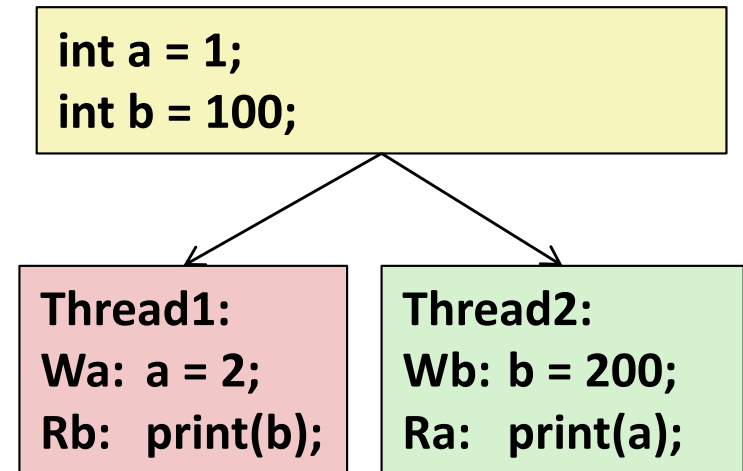 int a = 1;
int b = 100;
Thread1:
Wa: a = 2;
Rb: print(b);
Thread2:
Wb: b = 200;
Ra: print(a);